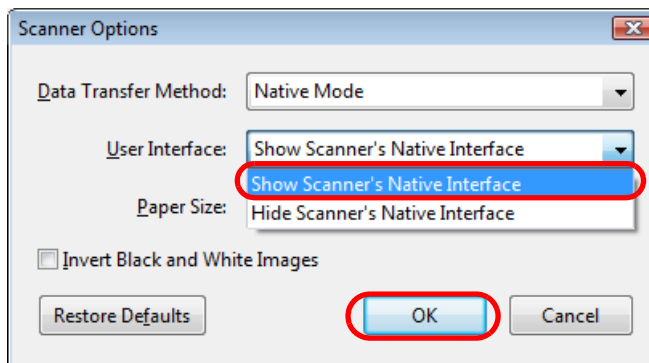 Scanner Options
Data Transfer Method: Native Mode
User Interface: Show Scanner's Native Interface
Show Scanner's Native Interface
Paper Size: Hide Scanner's Native Interface
Invert Black and White Images
Restore Defaults OK Cancel